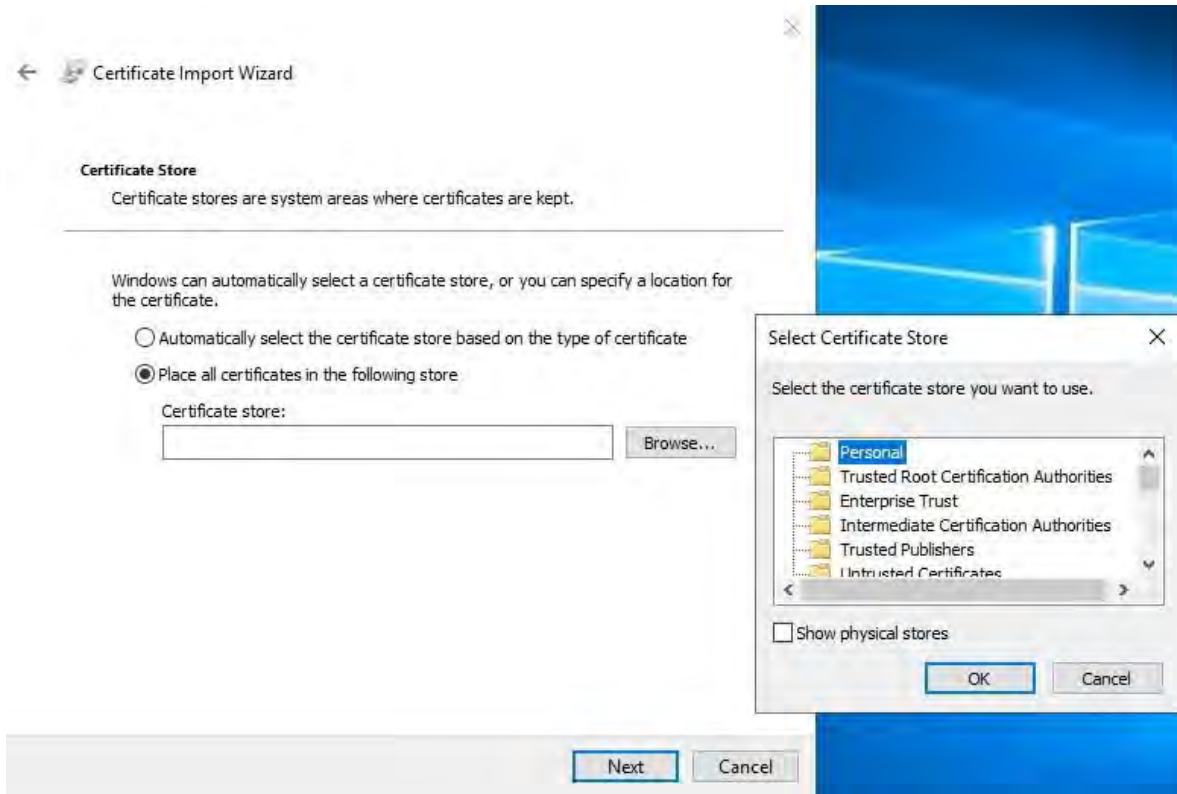 Certificate Import Wizard
Certificate Store
Certificate stores are system areas where certificates are kept.
Windows can automatically select a certificate store, or you can specify a location for
the certificate.
Automatically select the certificate store based on the type of certificate
Place all certificates in the following store
Certificate store:
Browse...
Next
Cancel
Select Certificate Store
Select the certificate store you want to use.
Personal
Trusted Root Certification Authorities
Enterprise Trust
Intermediate Certification Authorities
Trusted Publishers
Untrusted Certificates
Show physical stores
OK
Cancel